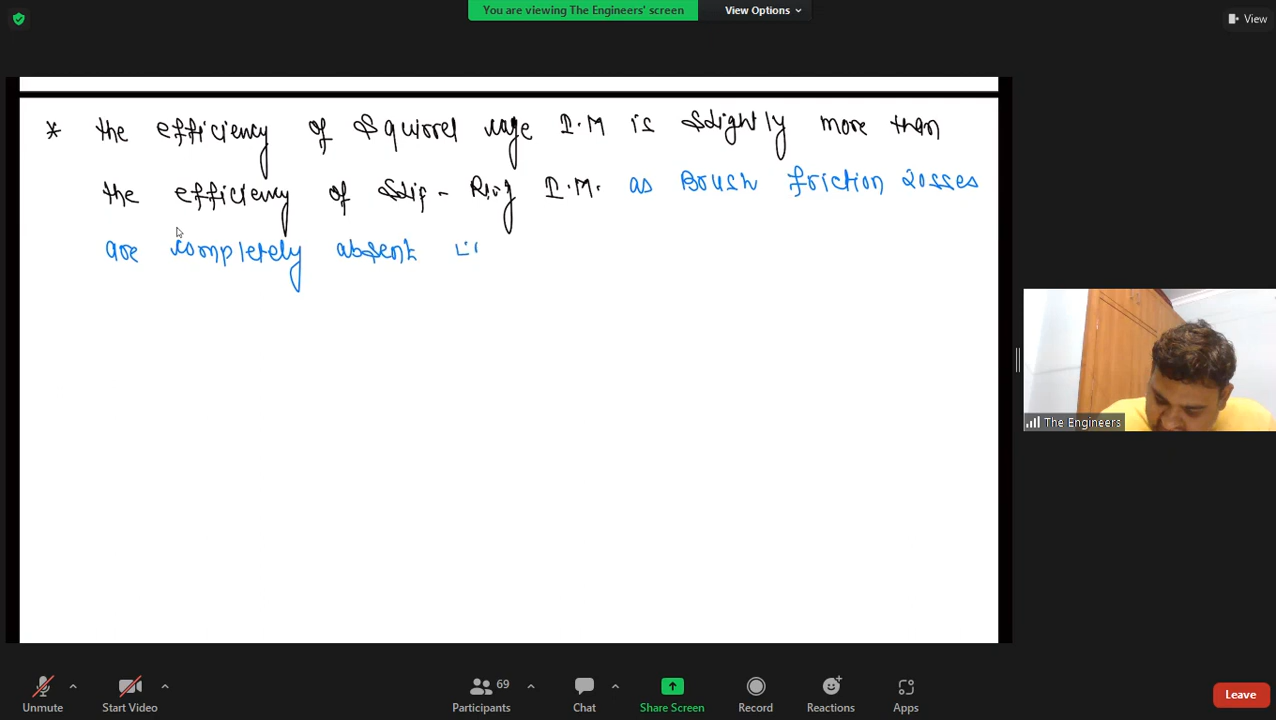 You are viewing The Engineers' screen
View Options
View
* the efficiency of Squirrel cage I.M is slightly more than
the efficiency of Slip-Ring I.M. as Brush friction losses
are completely absent in
The Engineers
Unmute
Start Video
69
Participants
Chat
Share Screen
Record
Reactions
Apps
Leave